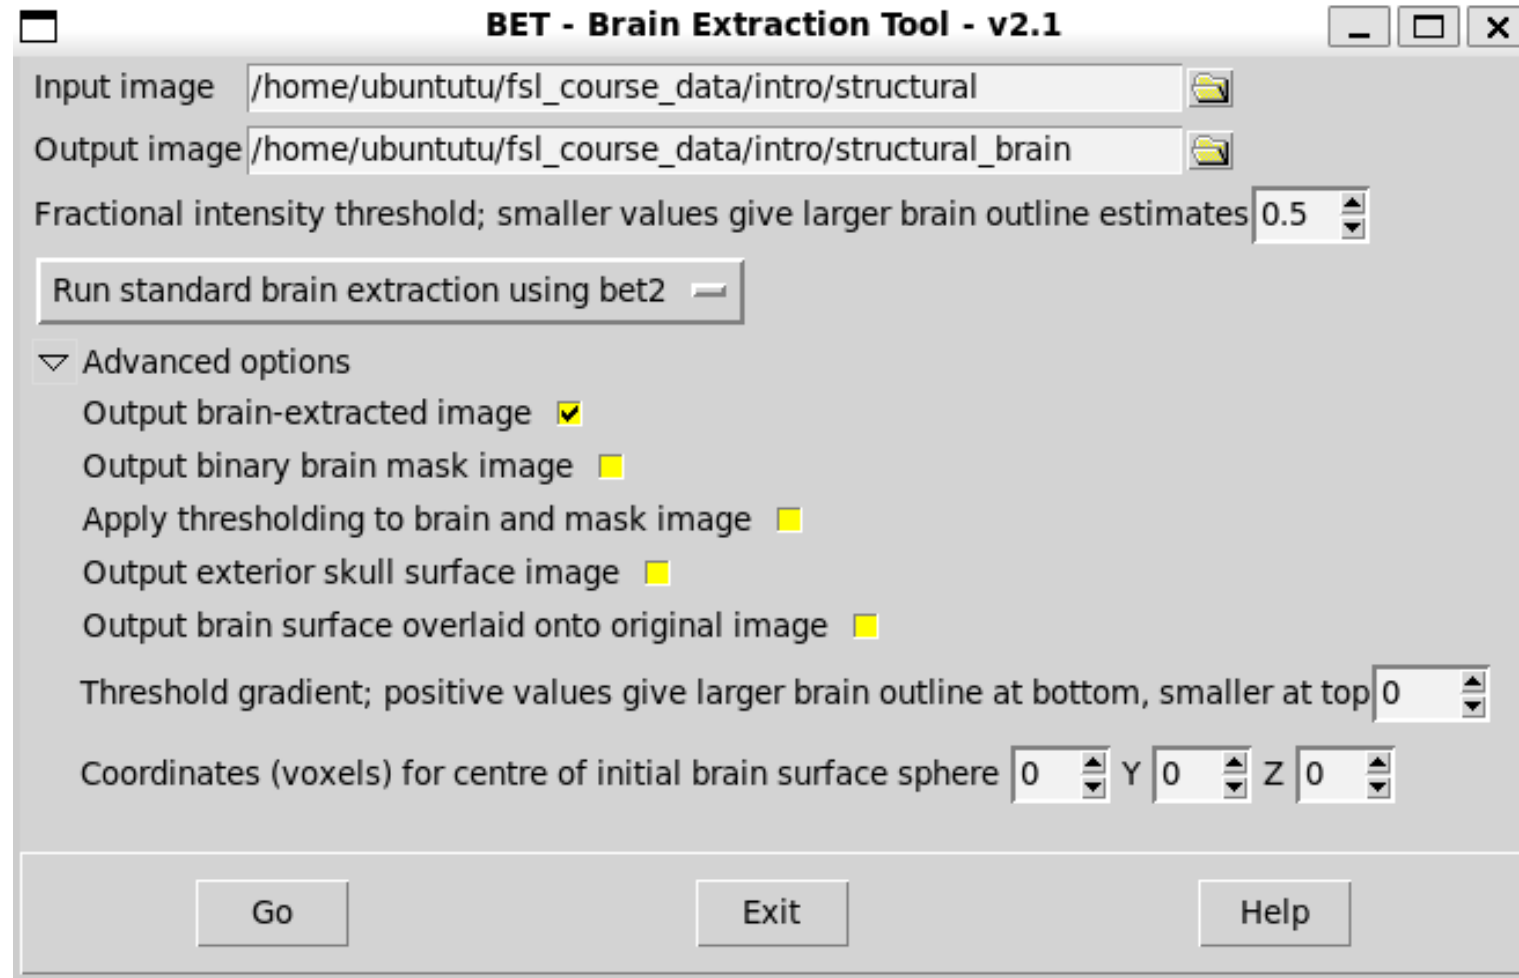 BET - Brain Extraction Tool - v2.1
Input image /home/ubuntutu/fsl_course_data/intro/structural
Output image /home/ubuntutu/fsl_course_data/intro/structural_brain
Fractional intensity threshold; smaller values give larger brain outline estimates 0.5
Run standard brain extraction using bet2
Advanced options
Output brain-extracted image
Output binary brain mask image
Apply thresholding to brain and mask image
Output exterior skull surface image
Output brain surface overlaid onto original image
Threshold gradient; positive values give larger brain outline at bottom, smaller at top 0
Coordinates (voxels) for centre of initial brain surface sphere 0 Y 0 Z 0
Go Exit Help